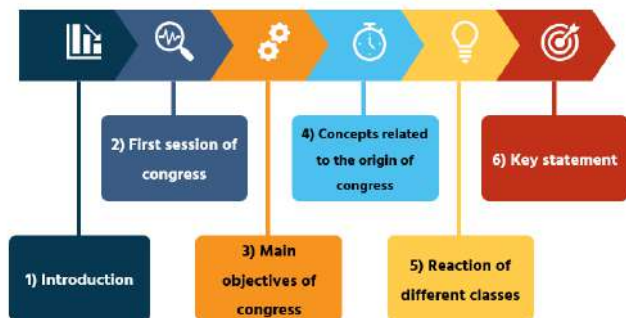 1) Introduction
2) First session of
congress
3) Main
objectives of
congress
4) Concepts related
to the origin of
congress
5) Reaction of
different classes
6) Key statement